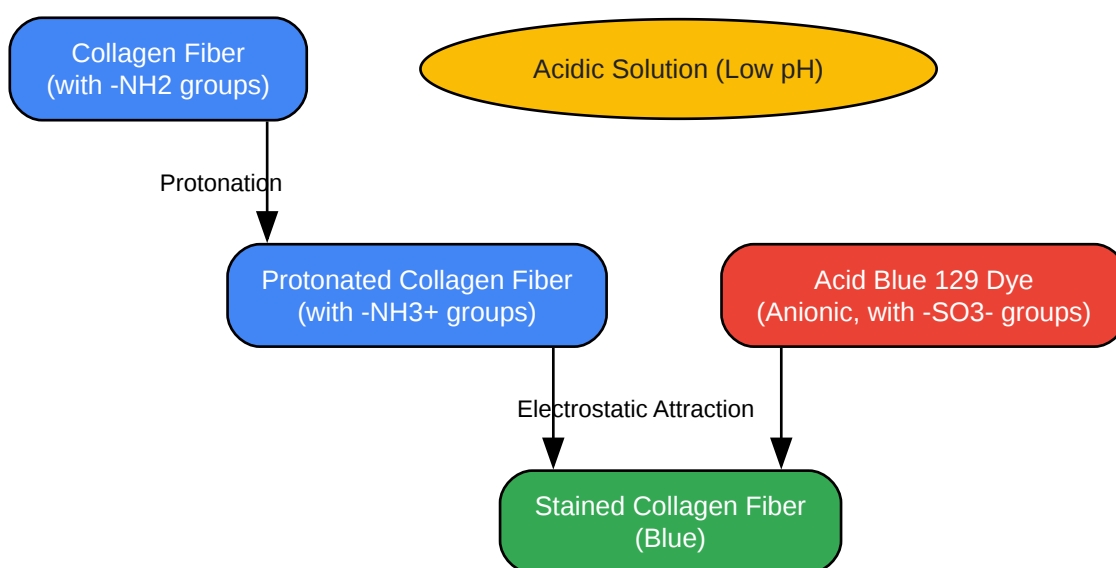 Collagen Fiber
(with -NH2 groups)
Acidic Solution (Low pH)
Protonation
Protonated Collagen Fiber
(with -NH3+ groups)
Acid Blue 129 Dye
(Anionic, with -SO3- groups)
Electrostatic Attraction
Stained Collagen Fiber
(Blue)